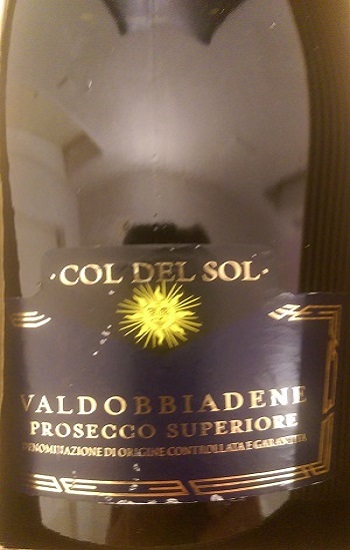 · COL DEL SOL ·
VALDOBBIADENE
PROSECCO SUPERIORE
DENOMINAZIONE DI ORIGINE CONTROLLATA E GARANTITA